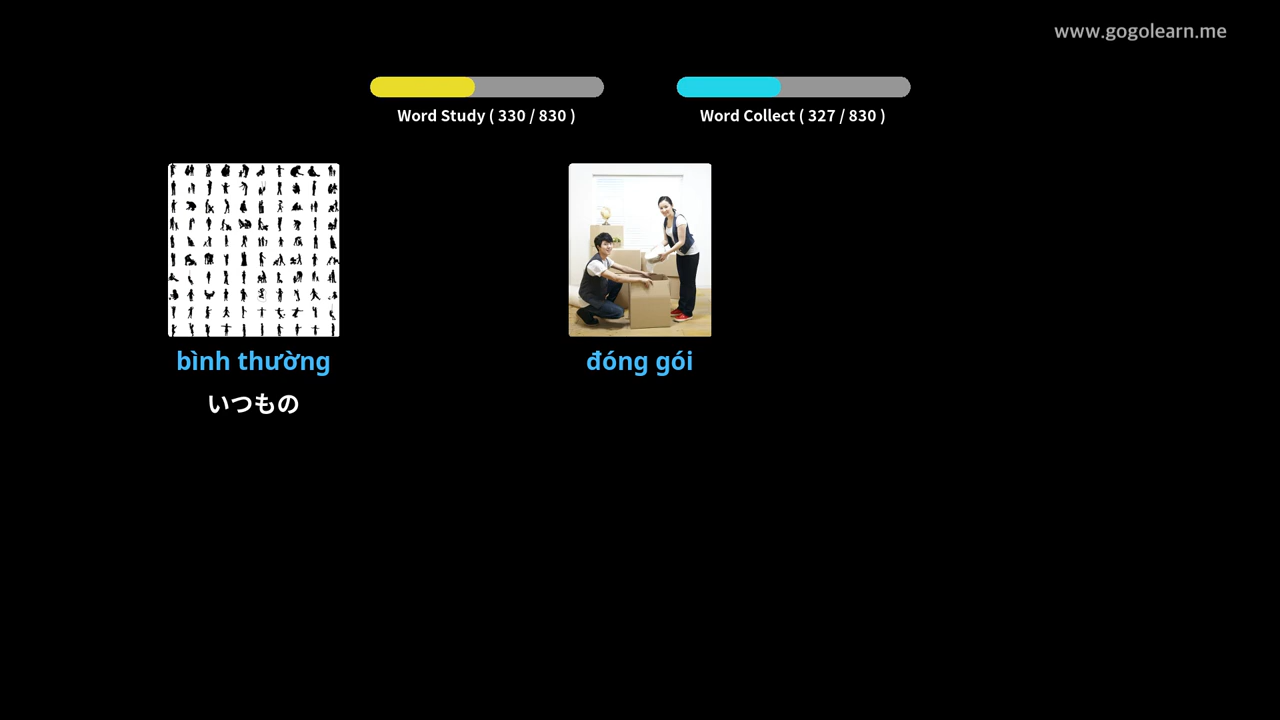 www.gogolearn.me
Word Study ( 330 / 830 )
Word Collect ( 327 / 830 )
bình thường
いつもの
đóng gói